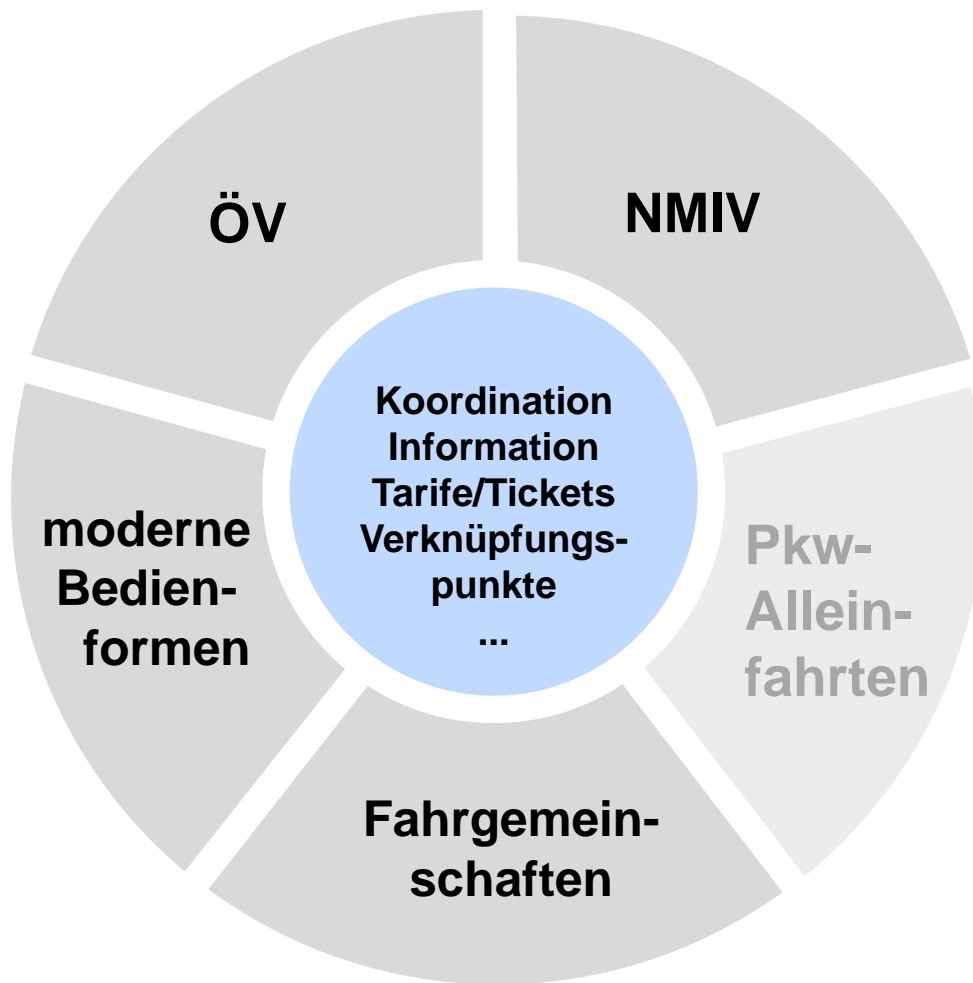 ÖV
NMIV
Koordination
Information
Tarife/Tickets
Verknüpfungs-
punkte
...
moderne
Bedien-
formen
Pkw-
Allein-
fahrten
Fahrgemein-
schaften